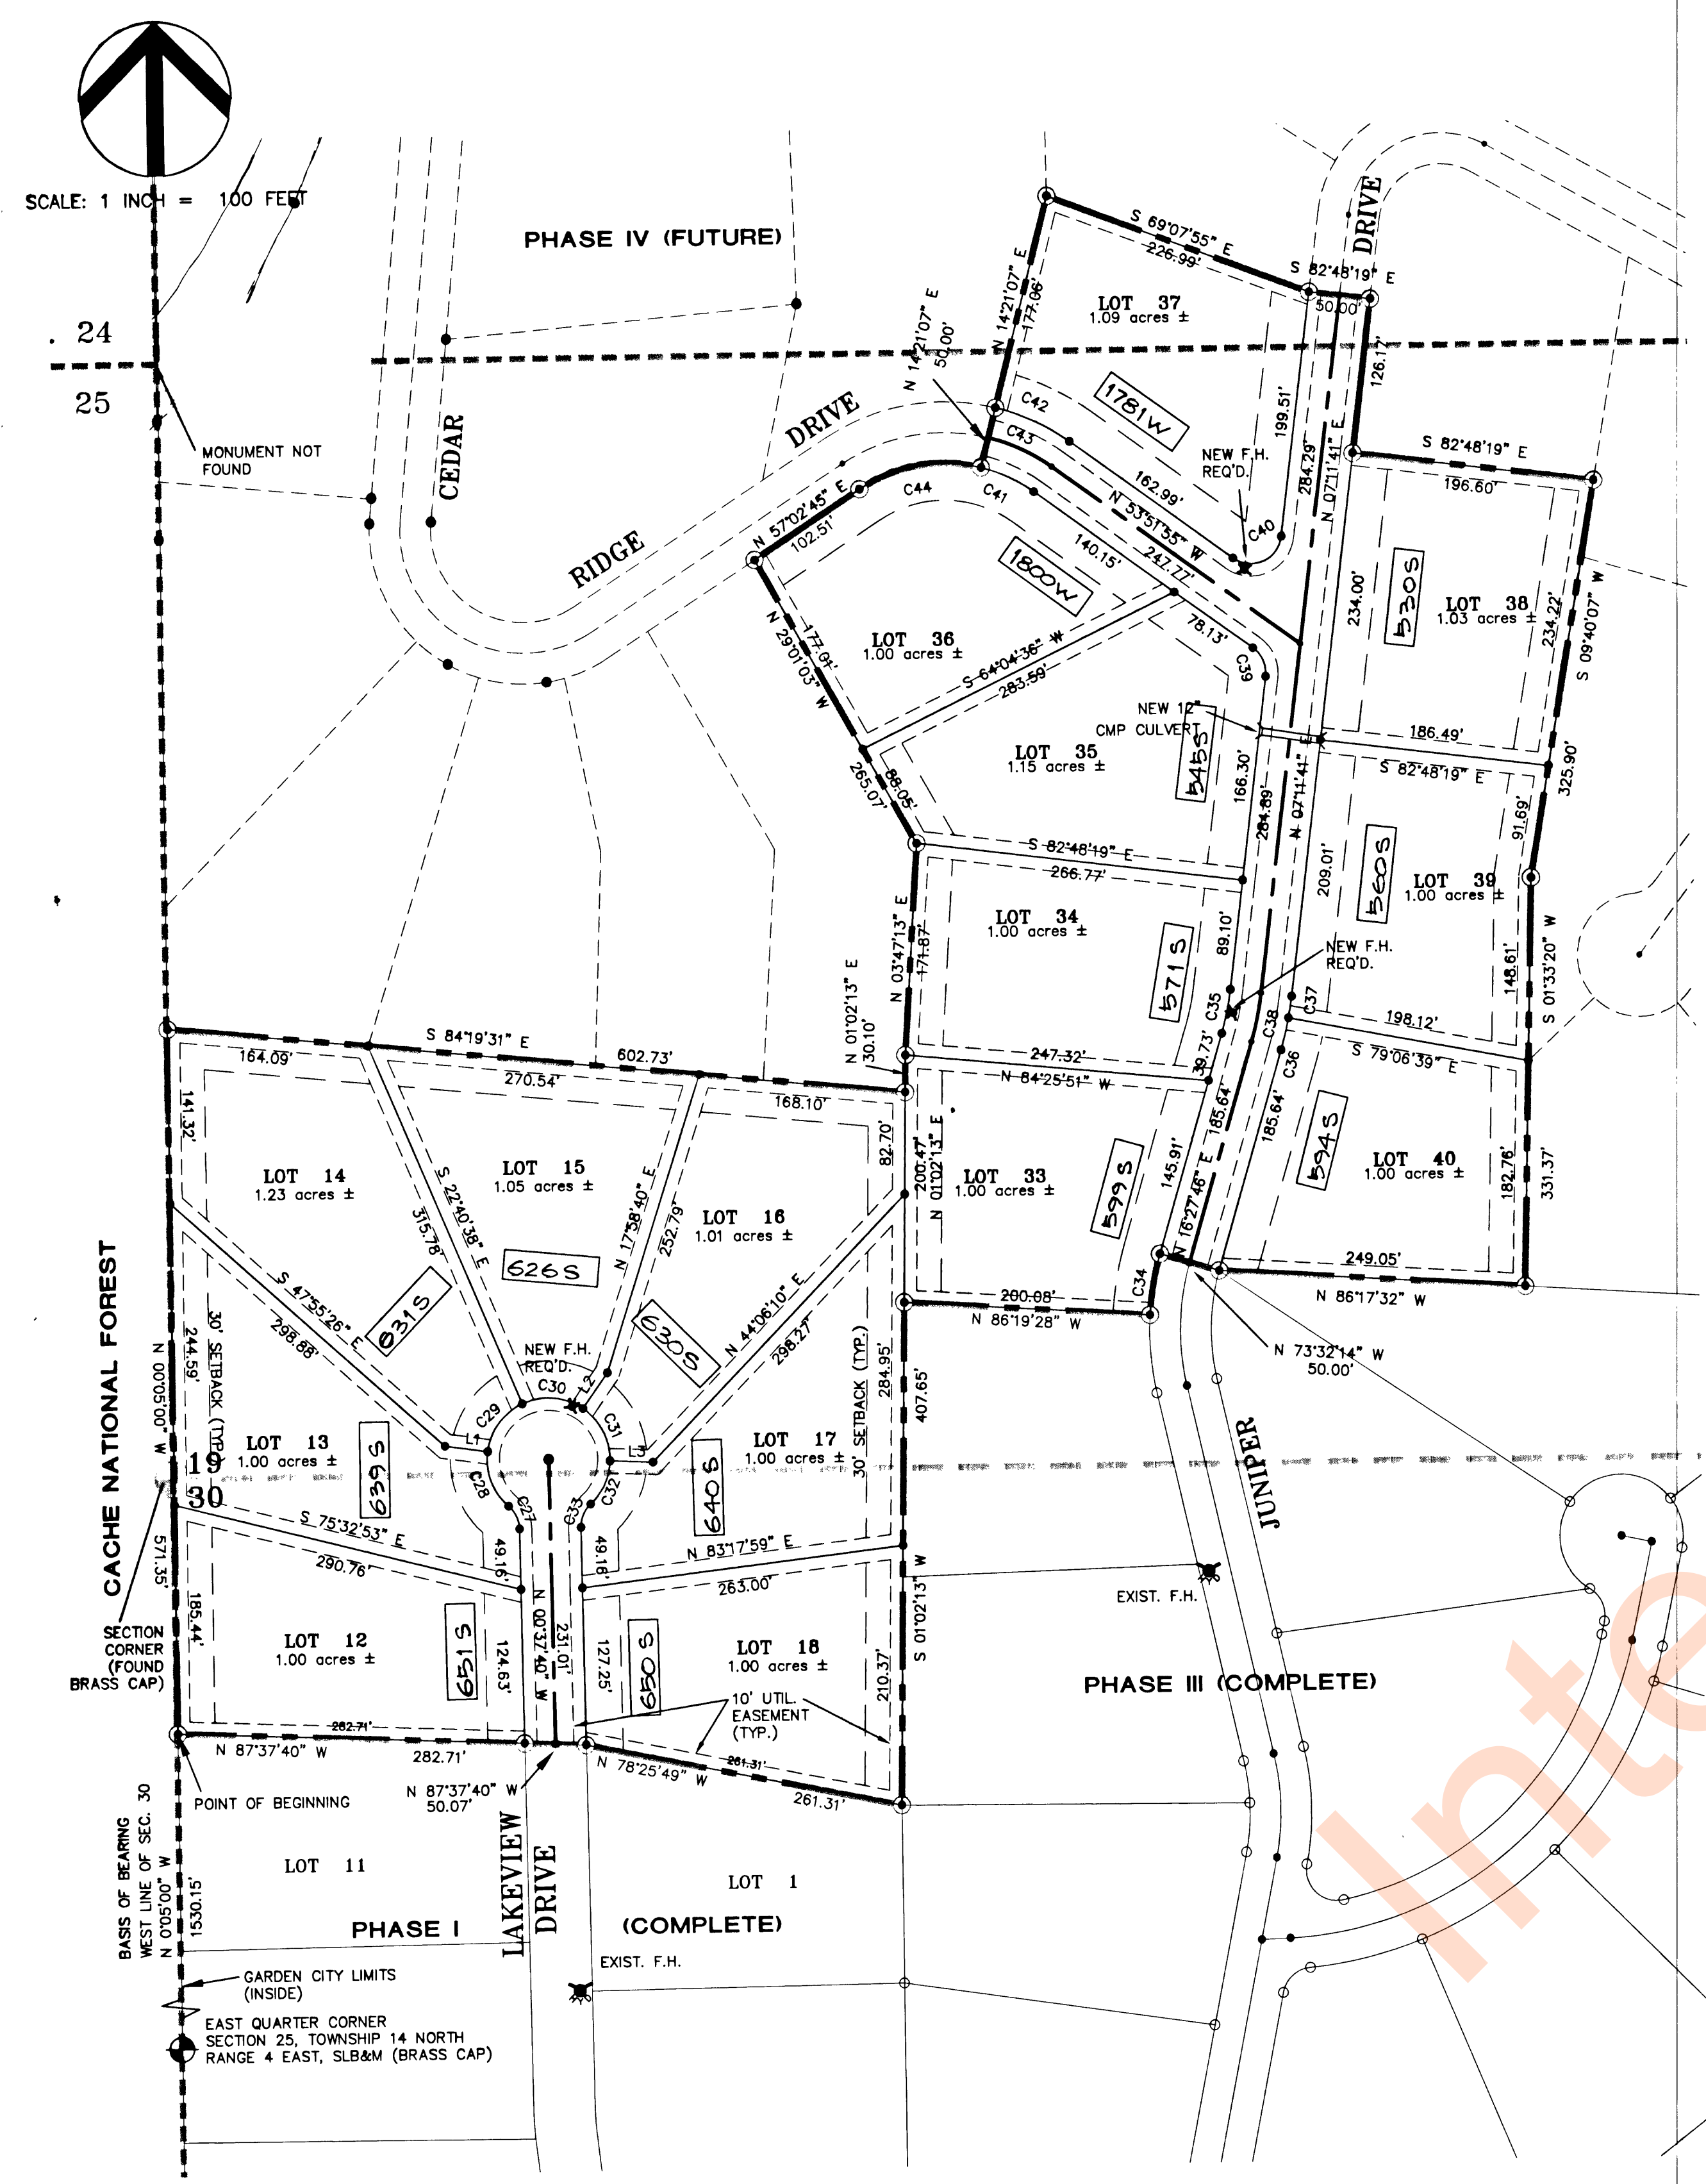 SCALE: 1 INCH = 100 FEET
PHASE IV (FUTURE)
24
25
MONUMENT NOT
FOUND
CEDAR
RIDGE
DRIVE
DRIVE
S 69°07'55" E
226.99'
S 82°48'19" E
50.00'
N 14°21'07" E
177.06'
N 14°21'07" E
50.00'
LOT 37
1.09 acres ±
126.17'
1781W
199.51'
284.29'
N 07°11'41" E
C42
C43
NEW F.H.
REQ'D.
162.99'
C40
S 82°48'19" E
196.60'
C44
C41
N 57°02'45" E
102.51'
N 53°51'55" W
247.77'
140.15'
1800W
78.13'
C39
234.00'
530S
LOT 38
1.03 acres ±
234.22'
S 09°40'07" W
325.90'
LOT 36
1.00 acres ±
177.01'
N 29°01'03" W
S 64°04'36" W
283.59'
NEW 12"
CMP CULVERT
LOT 35
1.15 acres ±
545S
166.30'
284.89'
N 07°11'41" E
186.49'
S 82°48'19" E
91.69'
88.05'
265.07'
S 82°48'19" E
266.77'
209.01'
560S
LOT 39
1.00 acres ±
LOT 34
1.00 acres ±
N 03°47'13" E
171.87'
571S
89.10'
NEW F.H.
REQ'D.
148.61'
S 01°33'20" W
C35
C37
C38
C36
198.12'
S 79°06'39" E
N 01°02'13" E
30.10'
247.32'
N 84°25'51" W
39.73'
S 84°19'31" E
602.73'
164.09'
270.54'
168.10'
141.32'
82.70'
200.47'
N 01°02'13" E
LOT 14
1.23 acres ±
LOT 15
1.05 acres ±
LOT 16
1.01 acres ±
LOT 33
1.00 acres ±
LOT 40
1.00 acres ±
S 22°40'38" E
315.78'
N 17°58'40" E
252.79'
599S
145.91'
185.64'
N 16°27'46" E
185.64'
594S
182.76'
331.37'
626S
631S
630S
S 47°55'26" E
298.88'
N 44°06'10" E
298.27'
C34
249.05'
N 86°17'32" W
200.08'
N 86°19'28" W
N 73°32'14" W
50.00'
CACHE NATIONAL FOREST
N 00°05'00" W
571.35'
244.59'
30' SETBACK (TYP.)
NEW F.H.
REQ'D.
C30
L2
C29
C31
L1
L3
C28
C32
C27
C33
LOT 13
1.00 acres ±
639S
LOT 17
1.00 acres ±
640S
30' SETBACK (TYP.)
284.95'
407.65'
19
30
JUNIPER
S 75°32'53" E
290.76'
49.16'
49.16'
N 83°17'59" E
263.00'
S 01°02'13" W
EXIST. F.H.
185.44'
LOT 12
1.00 acres ±
651S
124.63'
N 00°37'40" W
231.01'
127.25'
650S
LOT 18
1.00 acres ±
210.37'
10' UTIL.
EASEMENT
(TYP.)
SECTION
CORNER
(FOUND
BRASS CAP)
PHASE III (COMPLETE)
282.71'
N 87°37'40" W
282.71'
N 87°37'40" W
50.07'
261.31'
N 78°25'49" W
261.31'
POINT OF BEGINNING
BASIS OF BEARING
WEST LINE OF SEC. 30
N 0°05'00" W
1530.15'
LOT 11
LAKEVIEW
DRIVE
LOT 1
PHASE I
(COMPLETE)
EXIST. F.H.
GARDEN CITY LIMITS
(INSIDE)
EAST QUARTER CORNER
SECTION 25, TOWNSHIP 14 NORTH
RANGE 4 EAST, SLB&M (BRASS CAP)
Inte